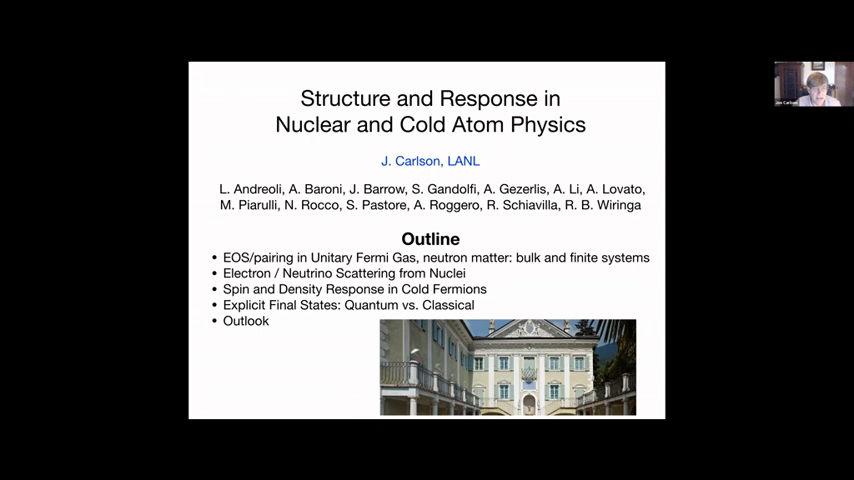 Structure and Response in
Nuclear and Cold Atom Physics
J. Carlson, LANL
L. Andreoli, A. Baroni, J. Barrow, S. Gandolfi, A. Gezerlis, A. Li, A. Lovato,
M. Piarulli, N. Rocco, S. Pastore, A. Roggero, R. Schiavilla, R. B. Wiringa
Outline
• EOS/pairing in Unitary Fermi Gas, neutron matter: bulk and finite systems
• Electron / Neutrino Scattering from Nuclei
• Spin and Density Response in Cold Fermions
• Explicit Final States: Quantum vs. Classical
• Outlook
Joe Carlson